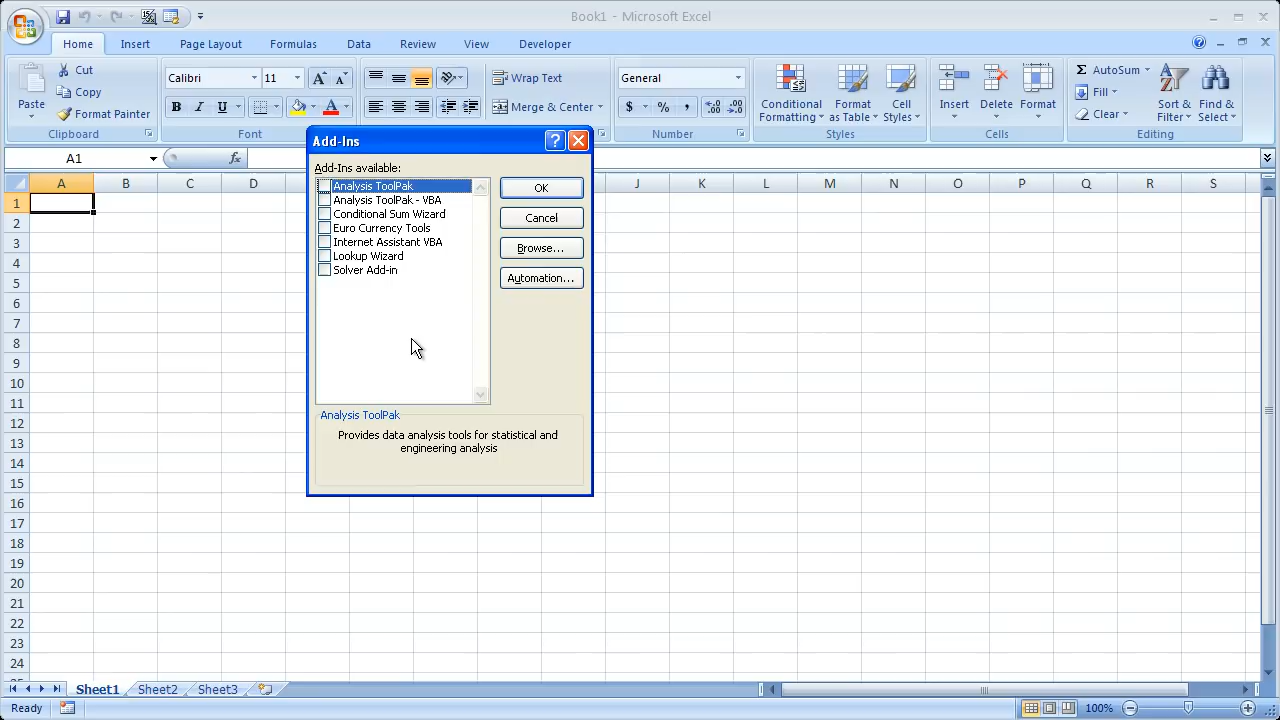 Book1 - Microsoft Excel
Home Insert Page Layout Formulas Data Review View Developer
Paste
Cut
Copy
Format Painter
Clipboard
Calibri 11 A A
B I U A
Font
Wrap Text
Merge & Center
General
$ % ,
Number
Conditional Formatting
Format as Table
Cell Styles
Styles
Insert Delete Format
Cells
Σ AutoSum
Fill
Clear
Sort & Filter
Find & Select
Editing
A1 fx
A B C D J K L M N O P Q R S
1
2
3
4
5
6
7
8
9
10
11
12
13
14
15
16
17
18
19
20
21
22
23
24
Add-Ins
Add-Ins available:
Analysis ToolPak
Analysis ToolPak - VBA
Conditional Sum Wizard
Euro Currency Tools
Internet Assistant VBA
Lookup Wizard
Solver Add-in
OK
Cancel
Browse...
Automation...
Analysis ToolPak
Provides data analysis tools for statistical and
engineering analysis
Sheet1 Sheet2 Sheet3
Ready 100%